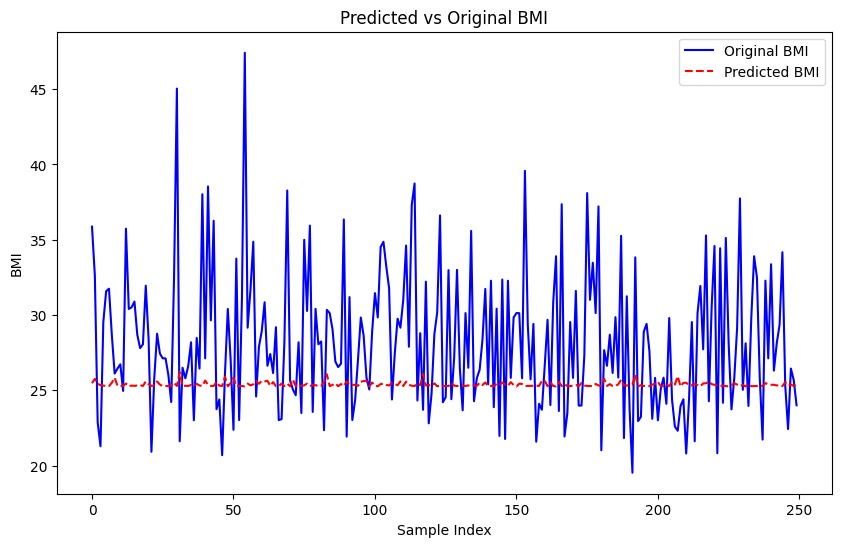 Predicted vs Original BMI
Original BMI
Predicted BMI
45
40
35
30
25
20
BMI
0
50
100
150
200
250
Sample Index